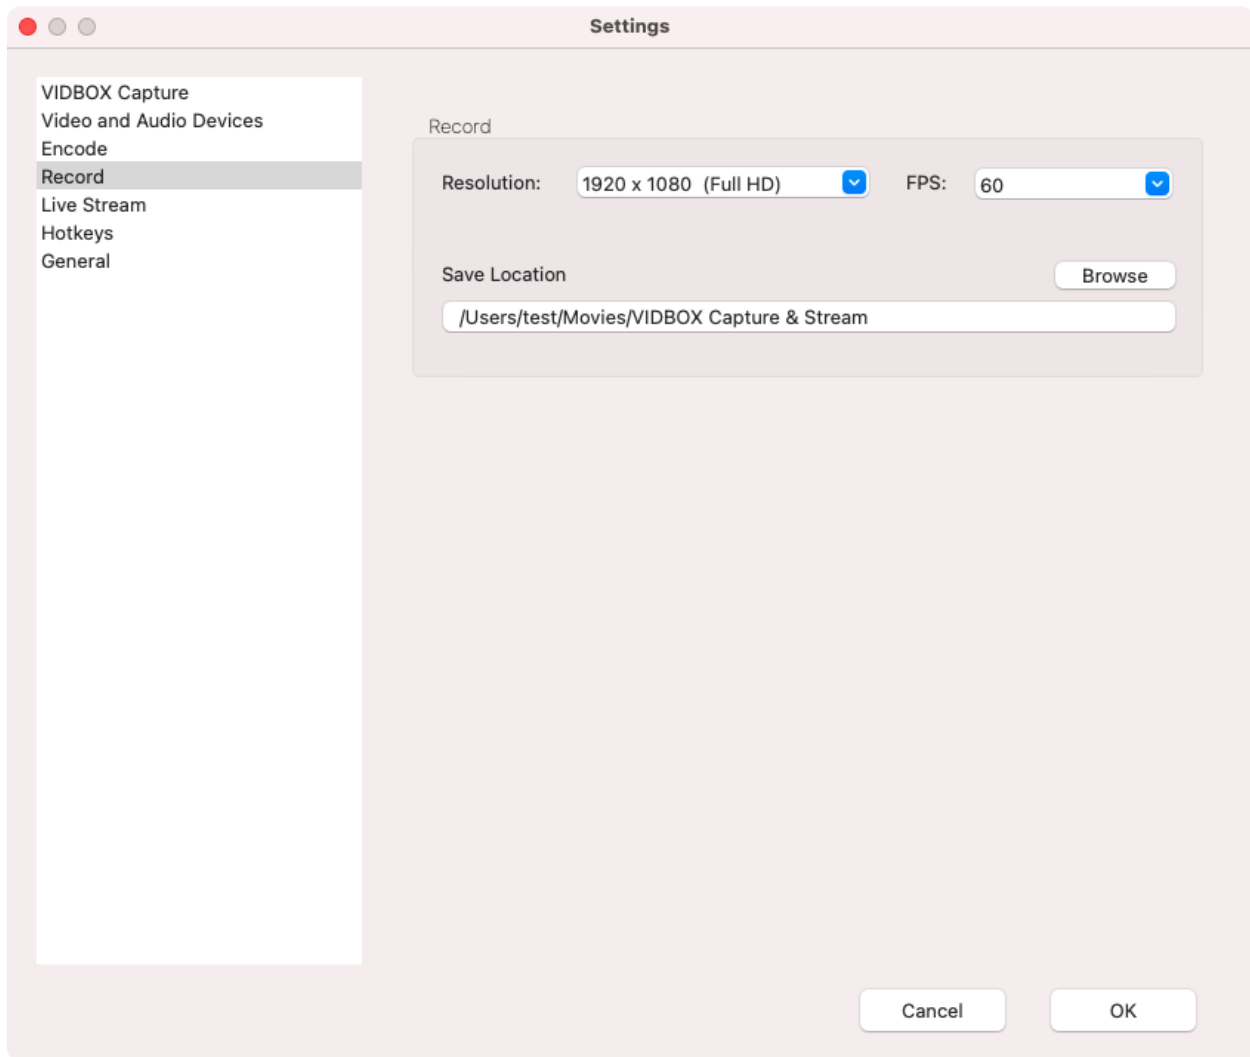 Settings
VIDBOX Capture
Video and Audio Devices
Encode
Record
Live Stream
Hotkeys
General
Record
Resolution: 1920 x 1080 (Full HD) FPS: 60
Save Location Browse
/Users/test/Movies/VIDBOX Capture & Stream
Cancel OK